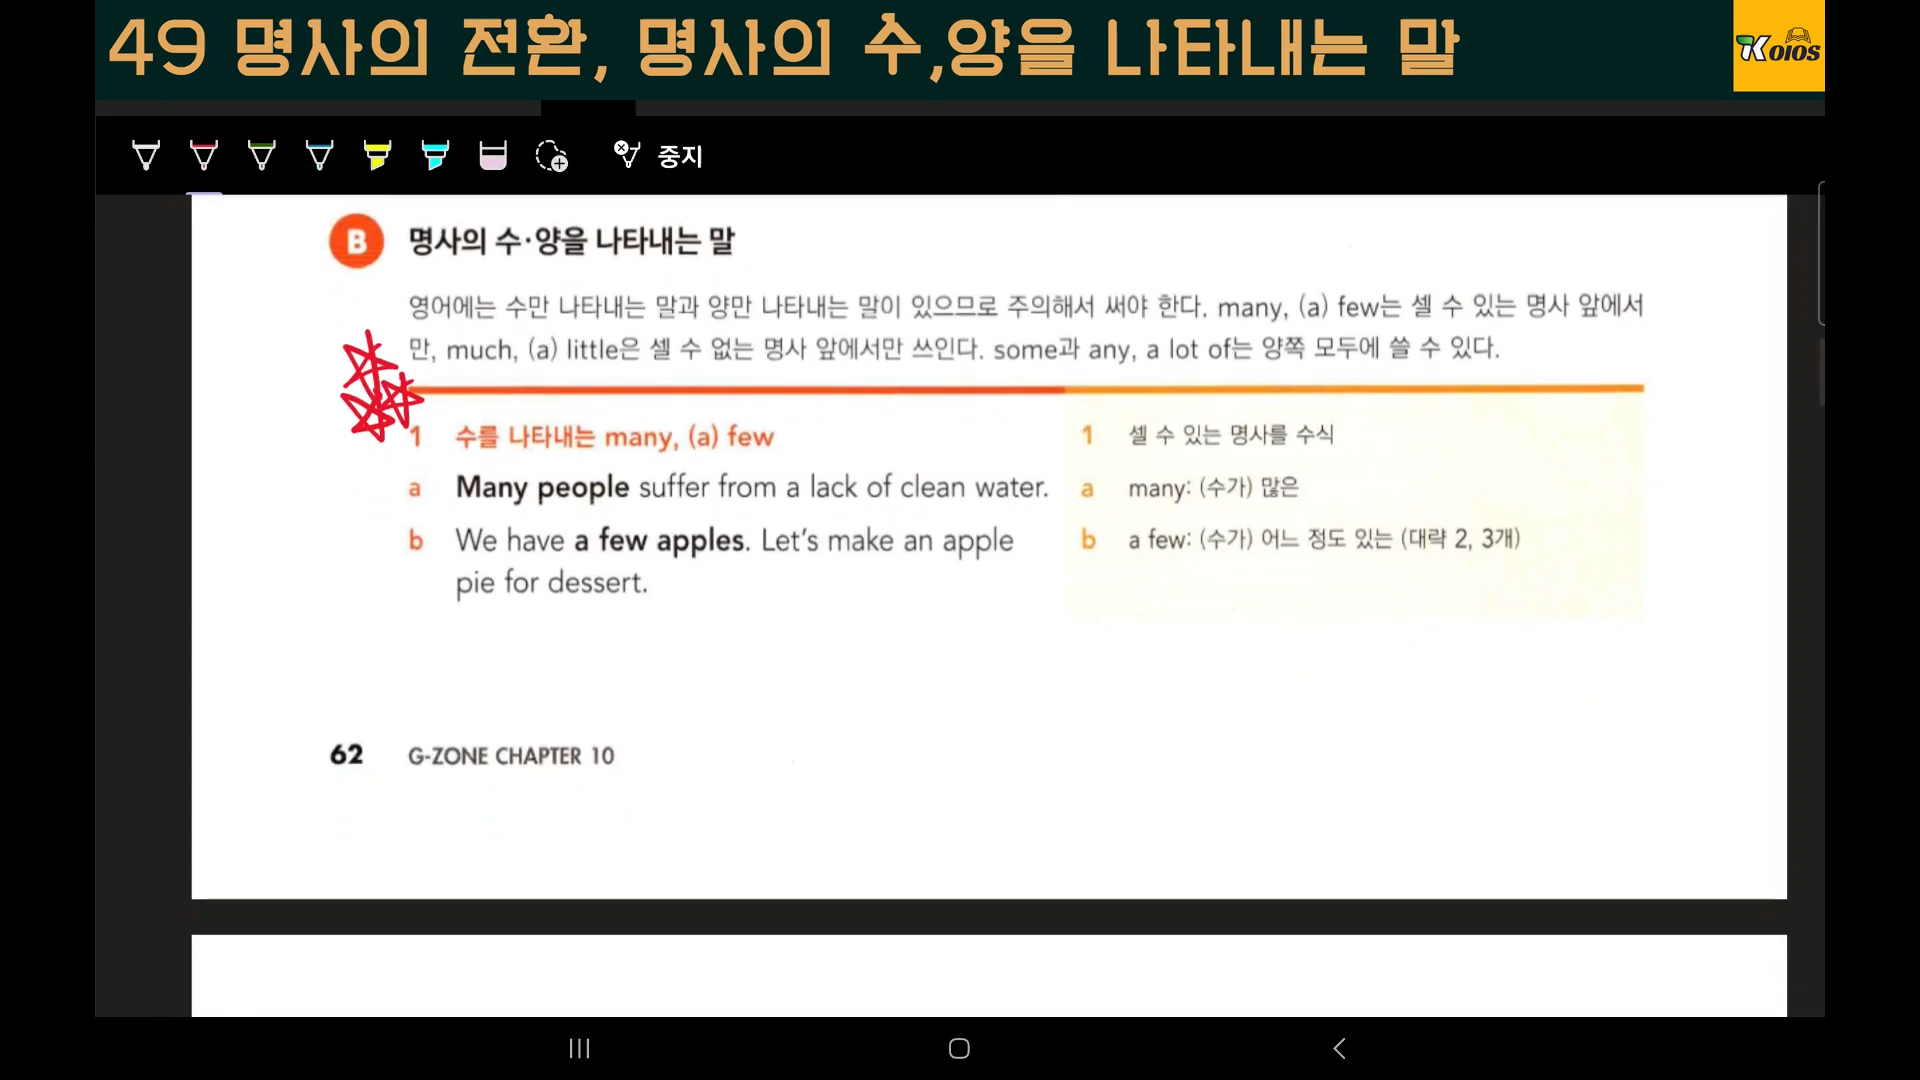 49 명사의 전환, 명사의 수,양을 나타내는 말
Koios
중지
B 명사의 수·양을 나타내는 말
영어에는 수만 나타내는 말과 양만 나타내는 말이 있으므로 주의해서 써야 한다. many, (a) few는 셀 수 있는 명사 앞에서
만, much, (a) little은 셀 수 없는 명사 앞에서만 쓰인다. some과 any, a lot of는 양쪽 모두에 쓸 수 있다.
1 수를 나타내는 many, (a) few
a Many people suffer from a lack of clean water.
b We have a few apples. Let's make an apple
pie for dessert.
1 셀 수 있는 명사를 수식
a many: (수가) 많은
b a few: (수가) 어느 정도 있는 (대략 2, 3개)
62 G-ZONE CHAPTER 10